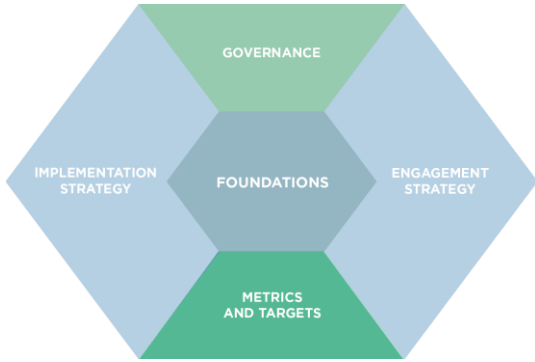 GOVERNANCE
IMPLEMENTATION
STRATEGY
FOUNDATIONS
ENGAGEMENT
STRATEGY
METRICS
AND TARGETS